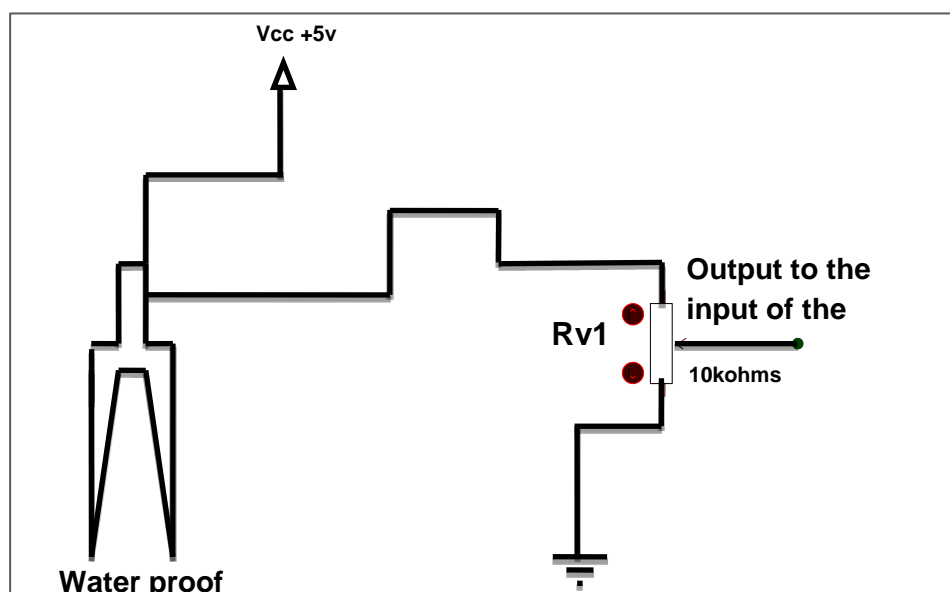 Vcc +5v
Output to the
input of the
Rv1
10kohms
Water proof